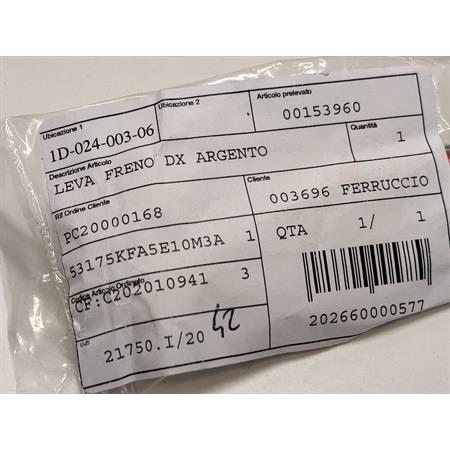 Ubicazione 1
1D-024-003-06
Ubicazione 2
Articolo prelevato
00153960
Descrizione Articolo
LEVA FRENO DX ARGENTO
Quantità
1
Rif Ordine Cliente
PC20000168
Cliente
003696 FERRUCCIO
53175KFA5E10M3A 1
QTA 1/ 1
Codice Articolo Ordinato
CF:C202010941 3
21750.I/20 42
202660000577